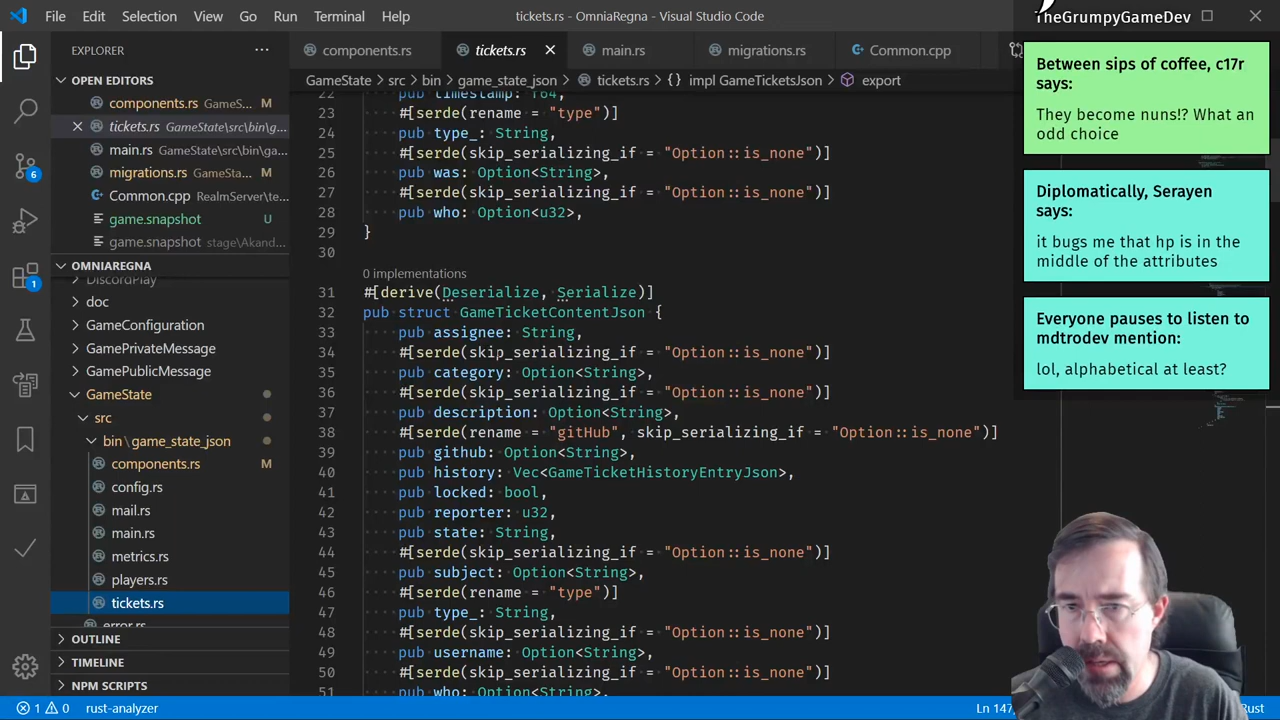 File Edit Selection View Go Run Terminal Help
tickets.rs - OmniaRegna - Visual Studio Code
TheGrumpyGameDev
EXPLORER
components.rs
tickets.rs
main.rs
migrations.rs
Common.cpp
GameState > src > bin > game_state_json > tickets.rs > {} impl GameTicketsJson > export
OPEN EDITORS
components.rs GameS... M
tickets.rs GameState\src\bin\g...
main.rs GameState\src\bin\ga...
migrations.rs GameSta... M
Common.cpp RealmServer\te...
game.snapshot U
game.snapshot stage\Akand...
OMNIAREGNA
DiscordPlay
doc
GameConfiguration
GamePrivateMessage
GamePublicMessage
GameState
src
bin\game_state_json
components.rs M
config.rs
mail.rs
main.rs
metrics.rs
players.rs
tickets.rs
error.rs
OUTLINE
TIMELINE
NPM SCRIPTS
6
1
22 pub timestamp: f64,
23 #[serde(rename = "type")]
24 pub type_: String,
25 #[serde(skip_serializing_if = "Option::is_none")]
26 pub was: Option<String>,
27 #[serde(skip_serializing_if = "Option::is_none")]
28 pub who: Option<u32>,
29 }
30
0 implementations
31 #[derive(Deserialize, Serialize)]
32 pub struct GameTicketContentJson {
33 pub assignee: String,
34 #[serde(skip_serializing_if = "Option::is_none")]
35 pub category: Option<String>,
36 #[serde(skip_serializing_if = "Option::is_none")]
37 pub description: Option<String>,
38 #[serde(rename = "gitHub", skip_serializing_if = "Option::is_none")]
39 pub github: Option<String>,
40 pub history: Vec<GameTicketHistoryEntryJson>,
41 pub locked: bool,
42 pub reporter: u32,
43 pub state: String,
44 #[serde(skip_serializing_if = "Option::is_none")]
45 pub subject: Option<String>,
46 #[serde(rename = "type")]
47 pub type_: String,
48 #[serde(skip_serializing_if = "Option::is_none")]
49 pub username: Option<String>,
50 #[serde(skip_serializing_if = "Option::is_none")]
51 pub who: Option<String>,
Between sips of coffee, c17r
says:
They become nuns!? What an
odd choice
Diplomatically, Serayen
says:
it bugs me that hp is in the
middle of the attributes
Everyone pauses to listen to
mdtrodev mention:
lol, alphabetical at least?
1 0 rust-analyzer
Ln 147,
Rust